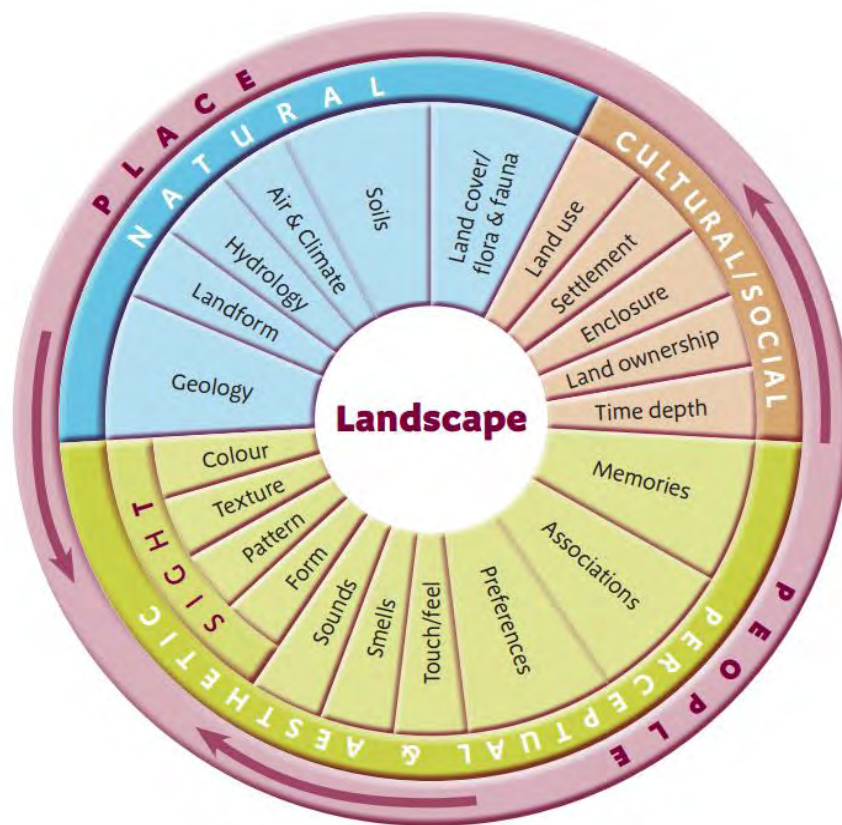 PLACE
NATURAL
CULTURAL/SOCIAL
PEOPLE
PERCEPTUAL & AESTHETIC
SIGHT
Landscape
Geology
Landform
Hydrology
Air & Climate
Soils
Land cover/
flora & fauna
Land use
Settlement
Enclosure
Land ownership
Time depth
Memories
Associations
Preferences
Touch/feel
Smells
Sounds
Form
Pattern
Texture
Colour